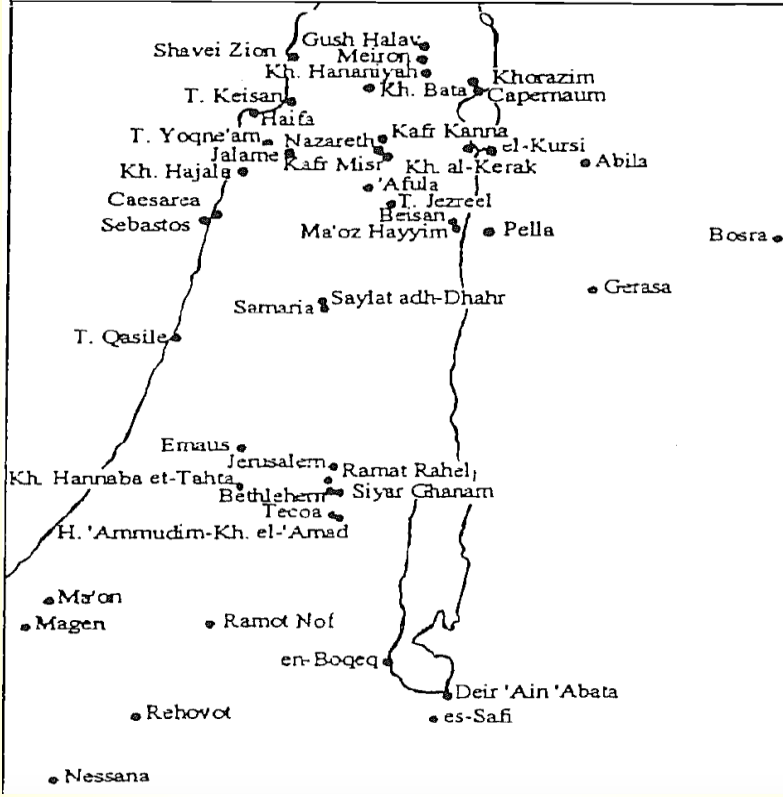 Gush Halav
Shavei Zion
Meiron
Kh. Hananiyah
Khorazim
Kh. Bata
Capernaum
T. Keisan
Haifa
T. Yoqne'am
Nazareth
Kafr Kanna
el-Kursi
Jalame
Kafr Misr
Kh. al-Kerak
Abila
Kh. Hajala
'Afula
Caesarea
T. Jezreel
Beisan
Sebastos
Ma'oz Hayyim
Pella
Bosra
Gerasa
Saylat adh-Dhahr
Samaria
T. Qasile
Emaus
Jerusalem
Ramat Rahel
Kh. Hannaba et-Tahta
Bethlehem
Siyar Ghanam
Tecoa
H. 'Ammudim-Kh. el-'Amad
Ma'on
Magen
Ramot Nof
en-Boqeq
Deir 'Ain 'Abata
Rehovot
es-Safi
Nessana